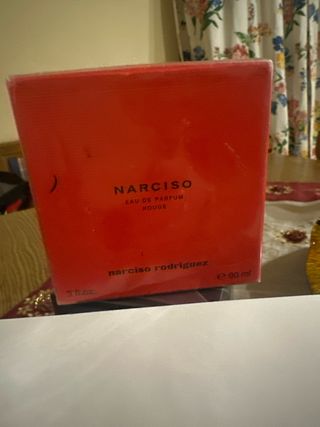 NARCISO
EAU DE PARFUM
ROUGE
narciso rodriguez
℮ 90 ml